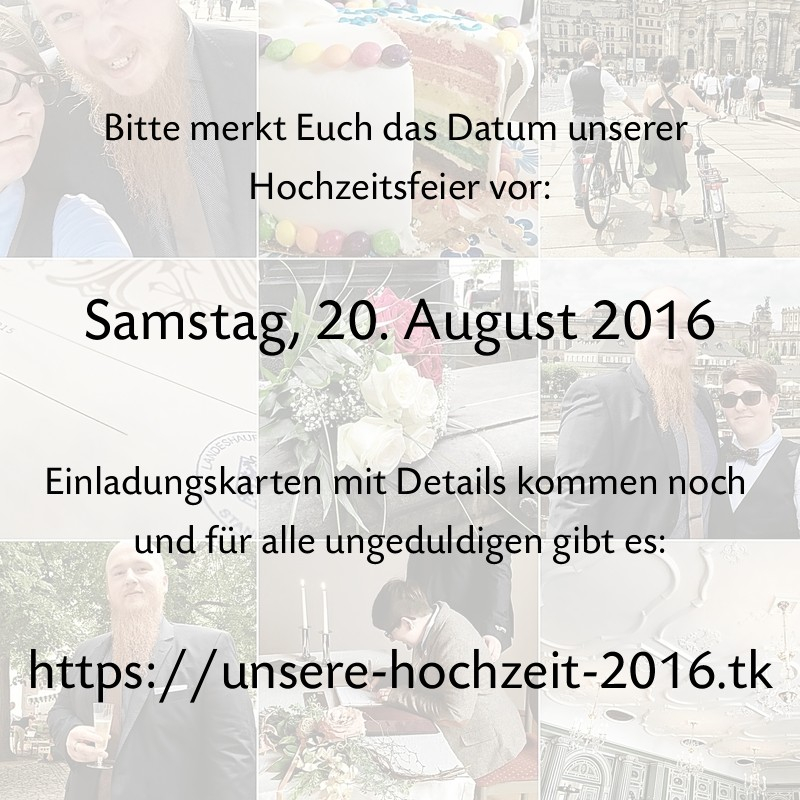 Bitte merkt Euch das Datum unserer
Hochzeitsfeier vor:
Samstag, 20. August 2016
Einladungskarten mit Details kommen noch
und für alle ungeduldigen gibt es:
https://unsere-hochzeit-2016.tk